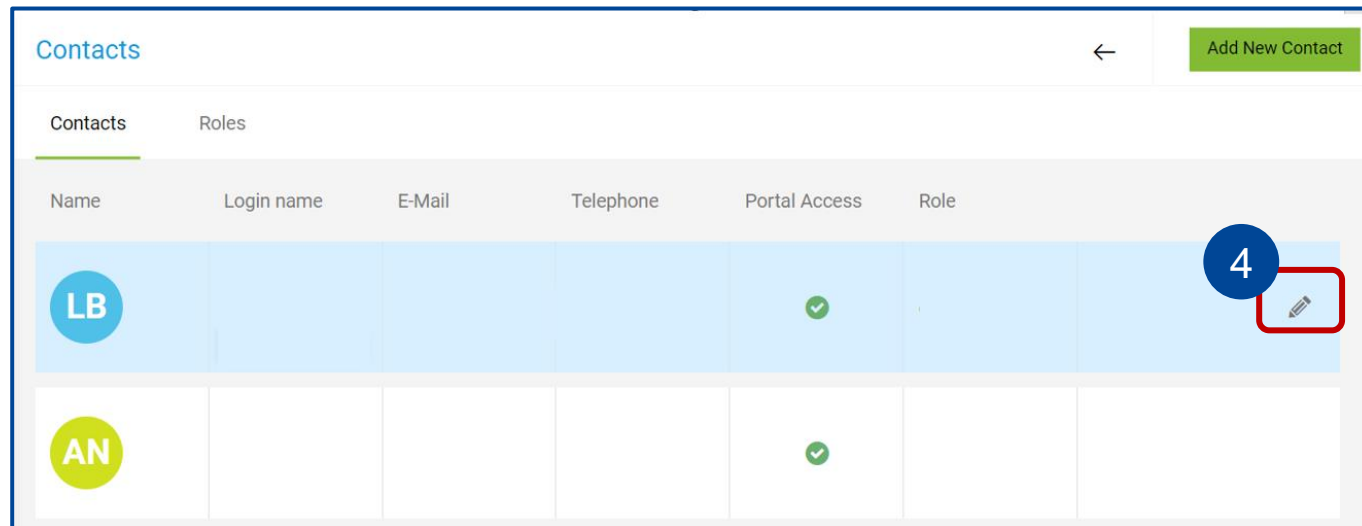 Contacts
Add New Contact
Contacts Roles
Name Login name E-Mail Telephone Portal Access Role
4
LB
AN